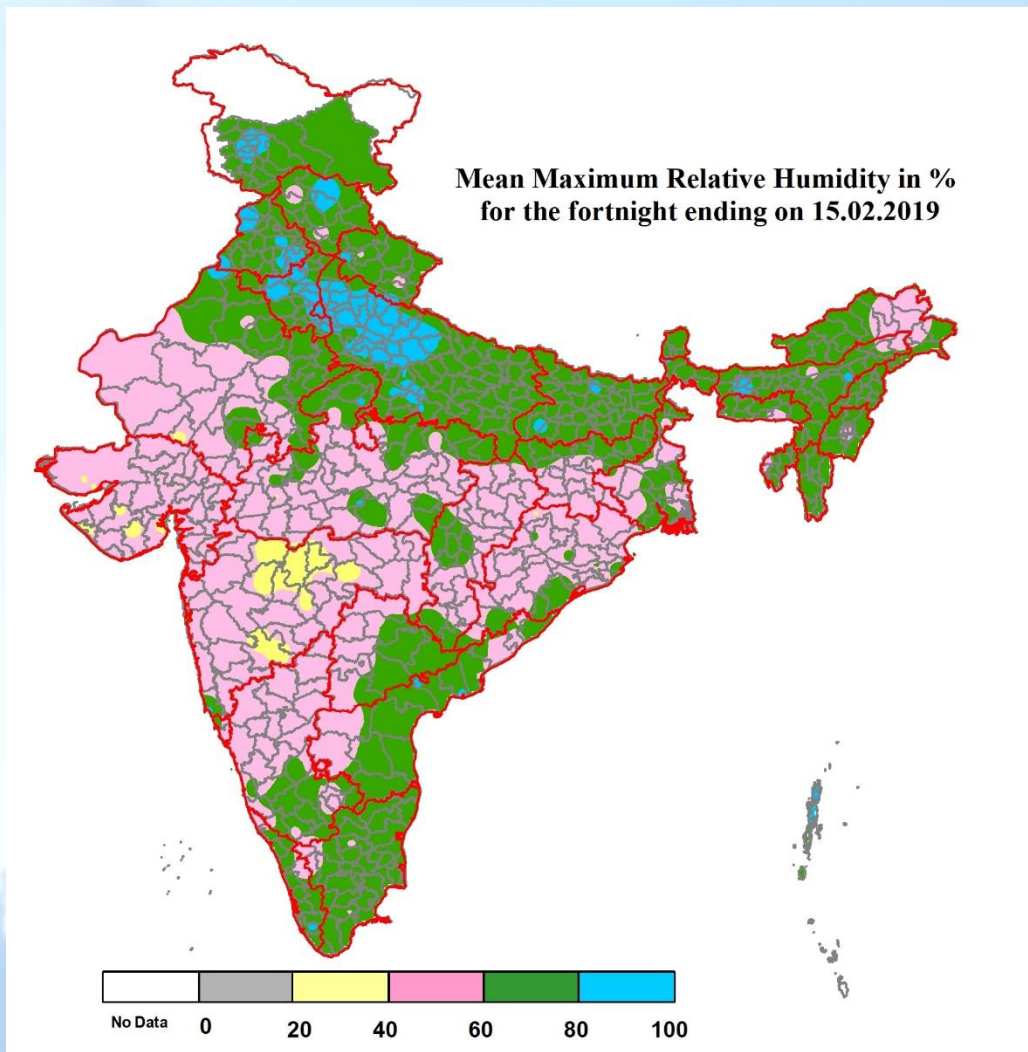 Mean Maximum Relative Humidity in %
for the fortnight ending on 15.02.2019
No Data 0 20 40 60 80 100